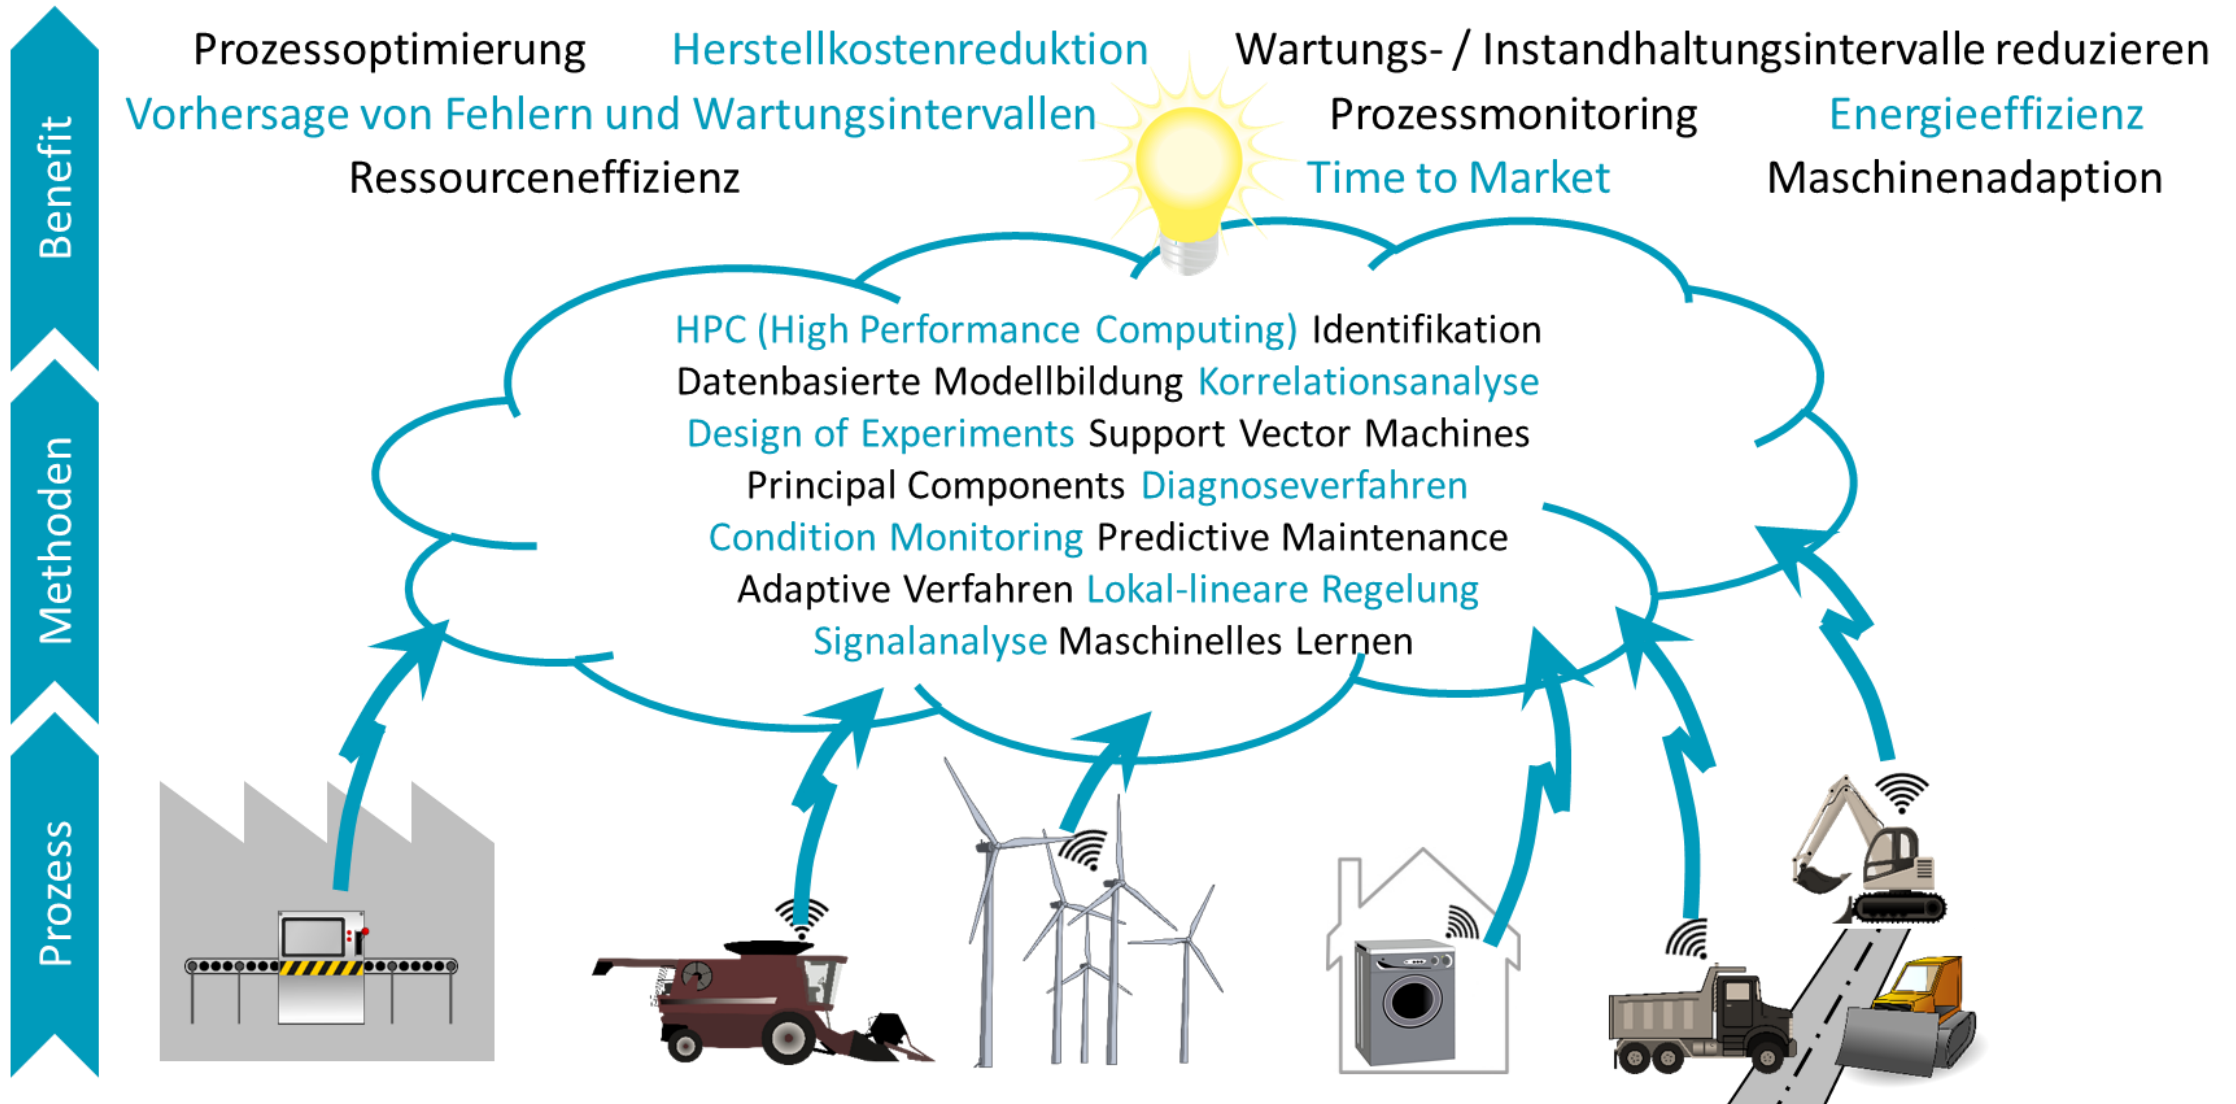 Benefit
Prozessoptimierung Herstellkostenreduktion Wartungs- / Instandhaltungsintervalle reduzieren
Vorhersage von Fehlern und Wartungsintervallen Prozessmonitoring Energieeffizienz
Ressourceneffizienz Time to Market Maschinenadaption
Methoden
HPC (High Performance Computing) Identifikation
Datenbasierte Modellbildung Korrelationsanalyse
Design of Experiments Support Vector Machines
Principal Components Diagnoseverfahren
Condition Monitoring Predictive Maintenance
Adaptive Verfahren Lokal-lineare Regelung
Signalanalyse Maschinelles Lernen
Prozess